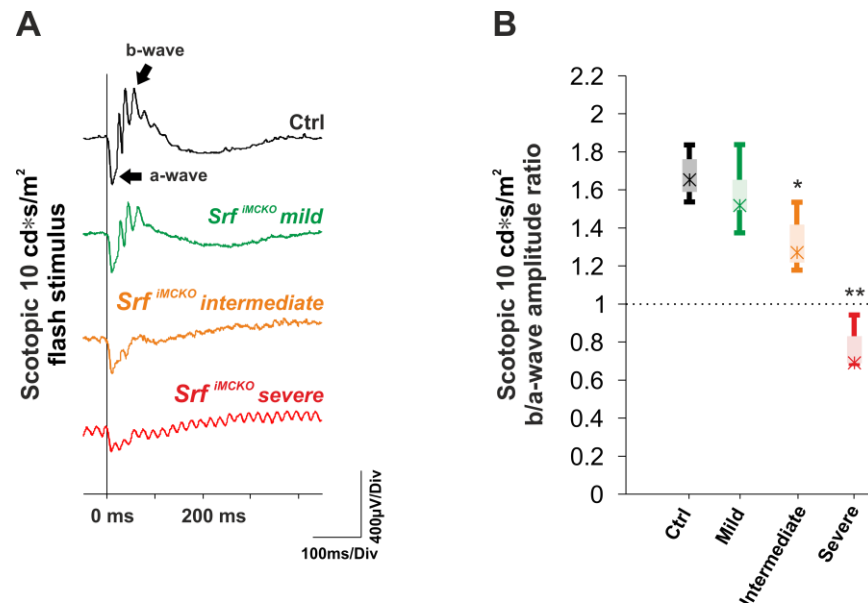 A
b-wave
Ctrl
a-wave
Srf iMCKO mild
Srf iMCKO intermediate
Srf iMCKO severe
Scotopic 10 cd*s/m²
flash stimulus
0 ms
200 ms
400µV/Div
100ms/Div
B
Scotopic 10 cd*s/m²
b/a-wave amplitude ratio
2.2
2
1.8
1.6
1.4
1.2
1
0.8
0.6
0.4
0.2
0
*
**
Ctrl
Mild
Intermediate
Severe